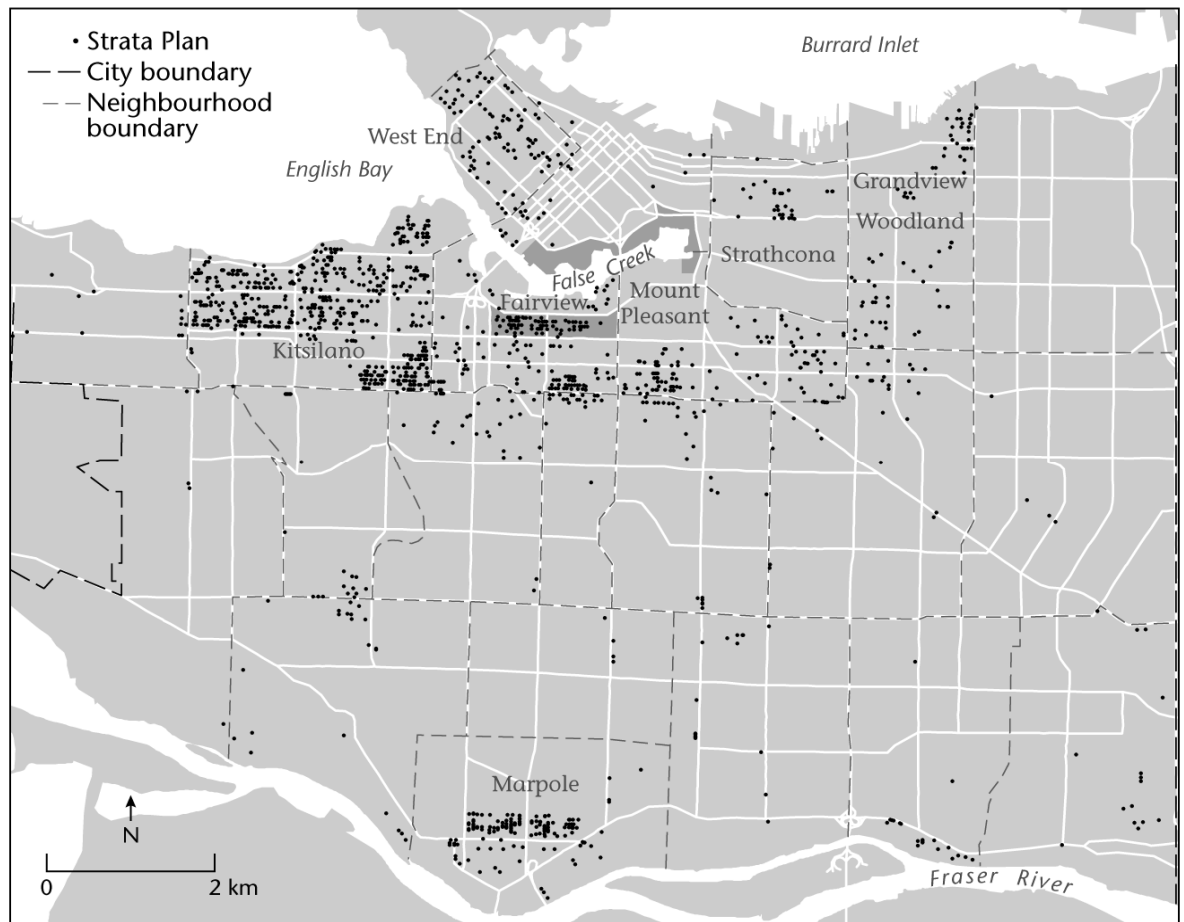 Strata Plan
City boundary
Neighbourhood
boundary
Burrard Inlet
West End
English Bay
Grandview
Woodland
Strathcona
False Creek
Fairview
Mount
Pleasant
Kitsilano
Marpole
N
0 2 km
Fraser River